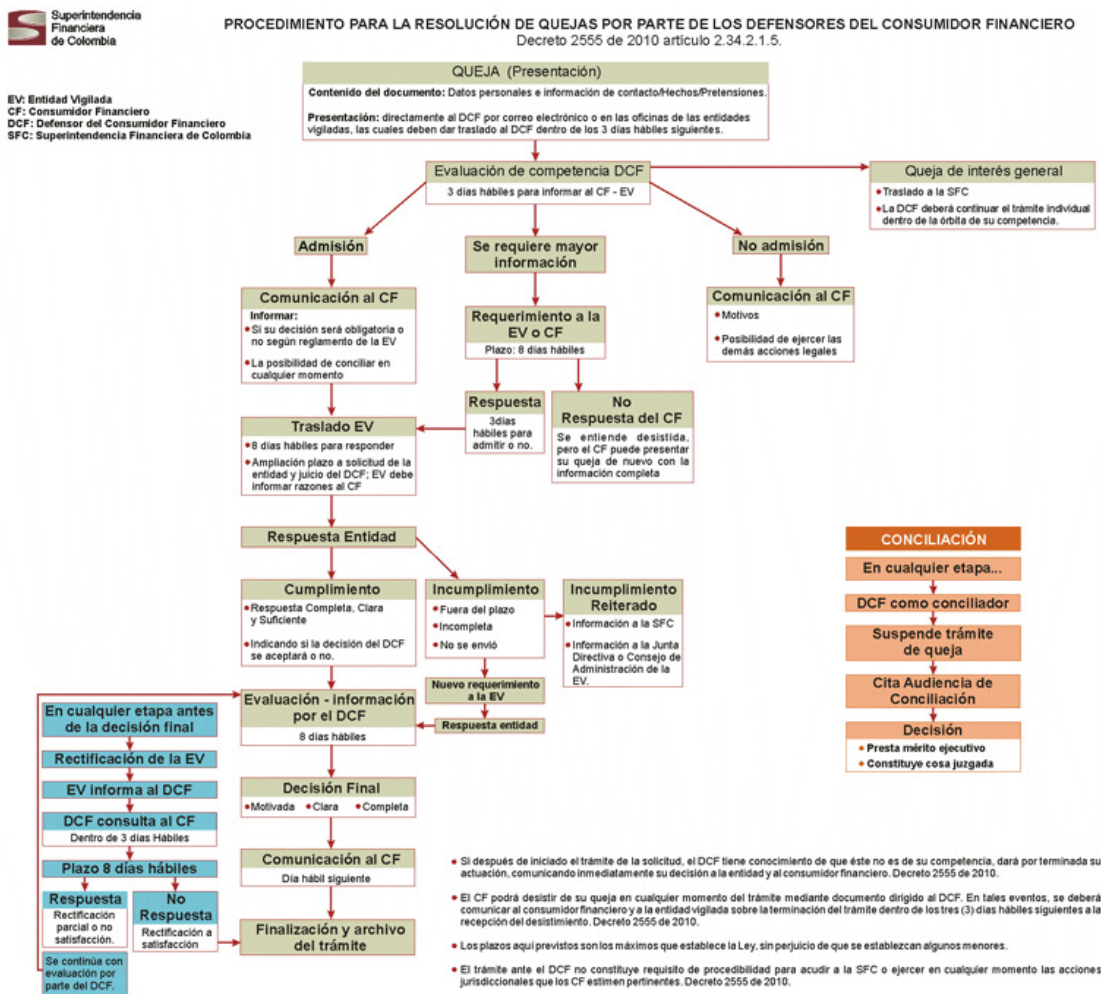 Superintendencia
Financiera
de Colombia
PROCEDIMIENTO PARA LA RESOLUCIÓN DE QUEJAS POR PARTE DE LOS DEFENSORES DEL CONSUMIDOR FINANCIERO
Decreto 2555 de 2010 articulo 2.34.2.1.5.
EV: Entidad Vigilada
CF: Consumidor Financiero
DCF: Defensor del Consumidor Financiero
SFC: Superintendencia Financiera de Colombia
QUEJA (Presentación)
Contenido del documento: Datos personales e información de contacto/Hechos/Pretensiones.
Presentación: directamente al DCF por correo electrónico o en las oficinas de las entidades
vigiladas, las cuales deben dar traslado al DCF dentro de los 3 días hábiles siguientes.
Evaluación de competencia DCF
3 días hábiles para informar al CF - EV
Queja de interés general
Traslado a la SFC
La DCF deberá continuar el trámite individual
dentro de la órbita de su competencia.
Admisión
Se requiere mayor
información
No admisión
Comunicación al CF
Informar:
Si su decisión será obligatoria o
no según reglamento de la EV
La posibilidad de conciliar en
cualquier momento
Requerimiento a la
EV o CF
Plazo: 8 días hábiles
Comunicación al CF
Motivos
Posibilidad de ejercer las
demás acciones legales
Respuesta
3días
hábiles para
admitir o no.
No
Respuesta del CF
Se entiende desistida,
pero el CF puede presentar
su queja de nuevo con la
información completa
Traslado EV
8 días hábiles para responder
Ampliación plazo a solicitud de la
entidad y juicio del DCF; EV debe
informar razones al CF
Respuesta Entidad
Cumplimiento
Respuesta Completa, Clara
y Suficiente
Indicando si la decisión del DCF
se aceptará o no.
Incumplimiento
Fuera del plazo
Incompleta
No se envió
Incumplimiento
Reiterado
Información a la SFC
Información a la Junta
Directiva o Consejo de
Administración de la
EV.
Nuevo requerimiento
a la EV
Respuesta entidad
Evaluación - información
por el DCF
8 días hábiles
Decisión Final
Motivada
Clara
Completa
Comunicación al CF
Día hábil siguiente
Finalización y archivo
del trámite
En cualquier etapa antes
de la decisión final
Rectificación de la EV
EV informa al DCF
DCF consulta al CF
Dentro de 3 días Hábiles
Plazo 8 días hábiles
Respuesta
Rectificación
parcial o no
satisfacción.
No
Respuesta
Rectificación a
satisfacción
Se continúa con
evaluación por
parte del DCF.
CONCILIACIÓN
En cualquier etapa...
DCF como conciliador
Suspende trámite
de queja
Cita Audiencia de
Conciliación
Decisión
Presta mérito ejecutivo
Constituye cosa juzgada
Si después de iniciado el trámite de la solicitud, el DCF tiene conocimiento de que éste no es de su competencia, dará por terminada su
actuación, comunicando inmediatamente su decisión a la entidad y al consumidor financiero. Decreto 2555 de 2010.
El CF podrá desistir de su queja en cualquier momento del trámite mediante documento dirigido al DCF. En tales eventos, se deberá
comunicar al consumidor financiero y a la entidad vigilada sobre la terminación del trámite dentro de los tres (3) días hábiles siguientes a la
recepción del desistimiento. Decreto 2555 de 2010.
Los plazos aquí previstos son los máximos que establece la Ley, sin perjuicio de que se establezcan algunos menores.
El trámite ante el DCF no constituye requisito de procedibilidad para acudir a la SFC o ejercer en cualquier momento las acciones
jurisdiccionales que los CF estimen pertinentes. Decreto 2555 de 2010.